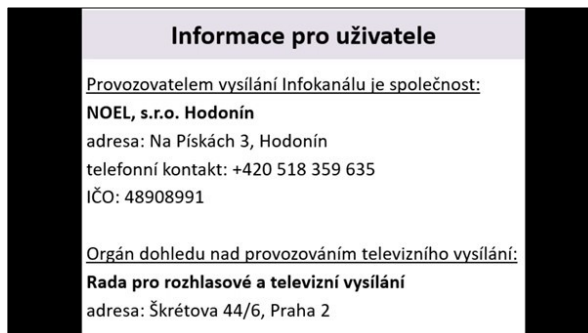 Informace pro uživatele
Provozovatelem vysílání Infokanálu je společnost:
NOEL, s.r.o. Hodonín
adresa: Na Pískách 3, Hodonín
telefonní kontakt: +420 518 359 635
IČO: 48908991
Orgán dohledu nad provozováním televizního vysílání:
Rada pro rozhlasové a televizní vysílání
adresa: Škrétova 44/6, Praha 2